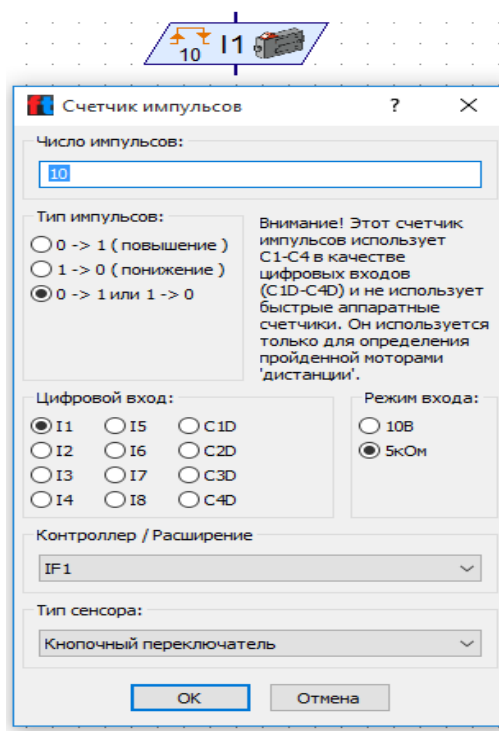 10 I1
Счетчик импульсов ? ×
Число импульсов:
10
Тип импульсов:
0 -> 1 ( повышение )
1 -> 0 ( понижение )
0 -> 1 или 1 -> 0
Внимание! Этот счетчик
импульсов использует
C1-C4 в качестве
цифровых входов
(C1D-C4D) и не использует
быстрые аппаратные
счетчики. Он используется
только для определения
пройденной моторами
'дистанции'.
Цифровой вход:
I1 I5 C1D
I2 I6 C2D
I3 I7 C3D
I4 I8 C4D
Режим входа:
10В
5кОм
Контроллер / Расширение
IF1
Тип сенсора:
Кнопочный переключатель
OK Отмена